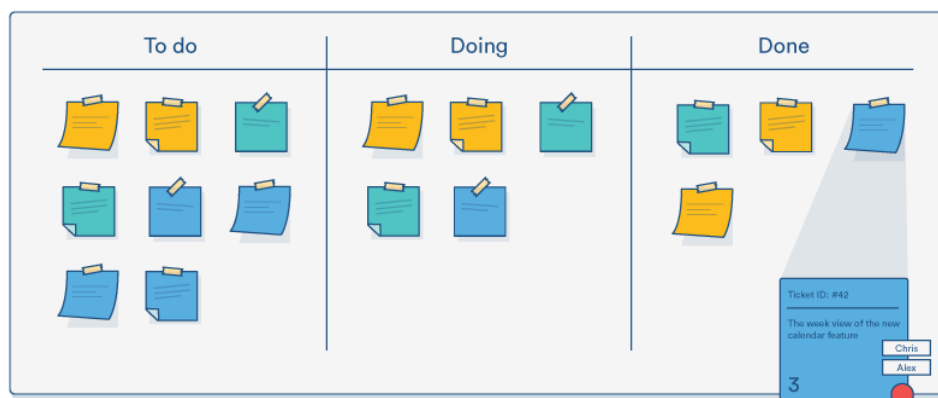 To do
Doing
Done
Ticket ID: #42
The week view of the new
calendar feature
Chris
Alex
3